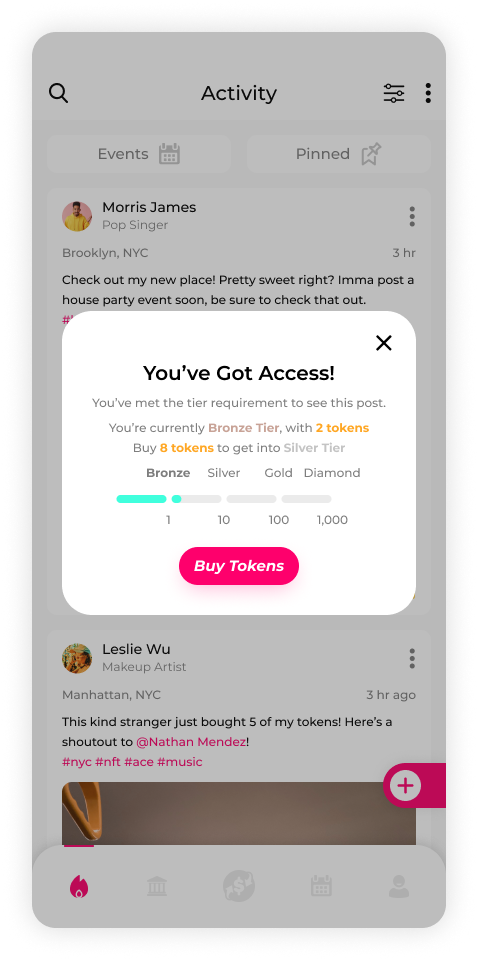 Activity
Events
Pinned
Morris James
Pop Singer
Brooklyn, NYC
3 hr
Check out my new place! Pretty sweet right? Imma post a
house party event soon, be sure to check that out.
You've Got Access!
You've met the tier requirement to see this post.
You're currently Bronze Tier, with 2 tokens
Buy 8 tokens to get into Silver Tier
Bronze Silver Gold Diamond
1 10 100 1,000
Buy Tokens
Leslie Wu
Makeup Artist
Manhattan, NYC
3 hr ago
This kind stranger just bought 5 of my tokens! Here's a
shoutout to @Nathan Mendez!
#nyc #nft #ace #music